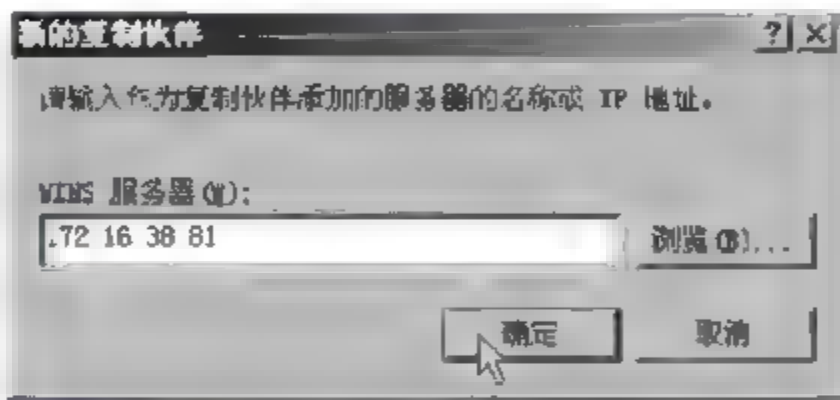 新的复制伙伴
请输入作为复制伙伴添加的服务器的名称或 IP 地址。
WINS 服务器(W):
.72 16 38 81
浏览(B)...
确定
取消